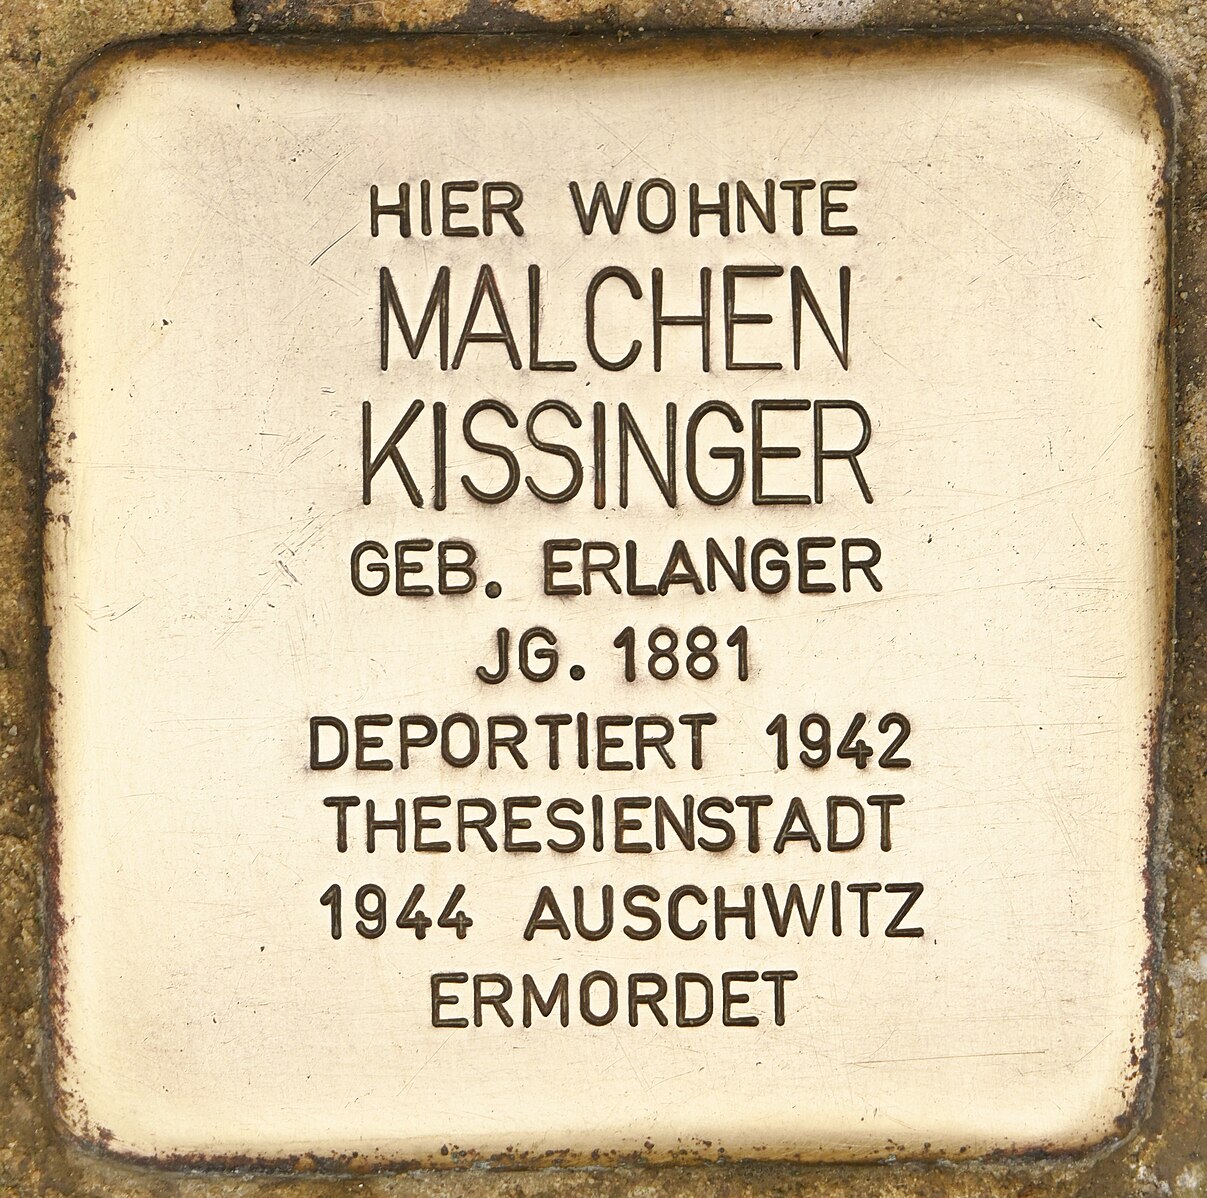 HIER WOHNTE
MALCHEN
KISSINGER
GEB. ERLANGER
JG. 1881
DEPORTIERT 1942
THERESIENSTADT
1944 AUSCHWITZ
ERMORDET